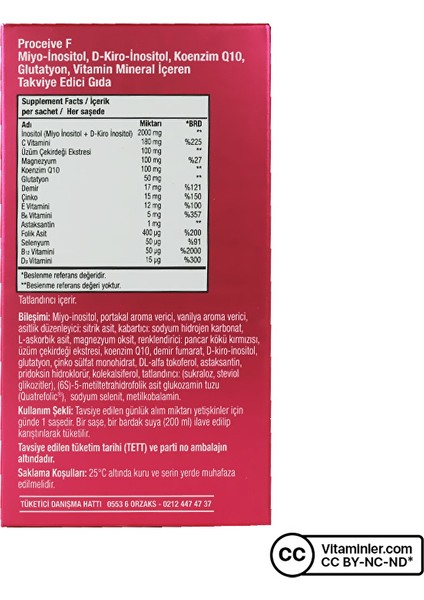 Proceive F
Miyo-İnositol, D-Kiro-İnositol, Koenzim Q10,
Glutatyon, Vitamin Mineral İçeren
Takviye Edici Gıda
Supplement Facts / İçerik
per sachet / Her saşede
Adı Miktarı *BRD
İnositol (Miyo İnositol + D-Kiro İnositol) 2000 mg **
C Vitamini 180 mg %225
Üzüm Çekirdeği Ekstresi 100 mg **
Magnezyum 100 mg %27
Koenzim Q10 100 mg **
Glutatyon 50 mg **
Demir 17 mg %121
Çinko 15 mg %150
E Vitamini 12 mg %100
B6 Vitamini 5 mg %357
Astaksantin 1 mg **
Folik Asit 400 µg %200
Selenyum 50 µg %91
B12 Vitamini 50 µg %2000
D3 Vitamini 15 µg %300
*Beslenme referans değeridir.
**Beslenme referans değeri yoktur.
Tatlandırıcı içerir.
Bileşimi: Miyo-inositol, portakal aroma verici, vanilya aroma verici,
asitlik düzenleyici: sitrik asit, kabartıcı: sodyum hidrojen karbonat,
L-askorbik asit, magnezyum oksit, renklendirici: pancar kökü kırmızısı,
üzüm çekirdeği ekstresi, koenzim Q10, demir fumarat, D-kiro-inositol,
glutatyon, çinko sülfat monohidrat, DL-alfa tokoferol, astaksantin,
piridoksin hidroklorür, kolekalsiferol, tatlandırıcı: (sukraloz, steviol
glikozitler), (6S)-5-metiltetrahidrofolik asit glukozamin tuzu
(Quatrefolic®), sodyum selenit, metilkobalamin.
Kullanım Şekli: Tavsiye edilen günlük alım miktarı yetişkinler için
günde 1 saşedir. Bir saşe, bir bardak suya (200 ml) ilave edilip
karıştırılarak tüketilir.
Tavsiye edilen tüketim tarihi (TETT) ve parti no ambalajın
altındadır.
Saklama Koşulları: 25°C altında kuru ve serin yerde muhafaza
edilmelidir.
TÜKETİCİ DANIŞMA HATTI 0553 6 ORZAKS - 0212 447 47 37
CC Vitaminler.com
CC BY-NC-ND*